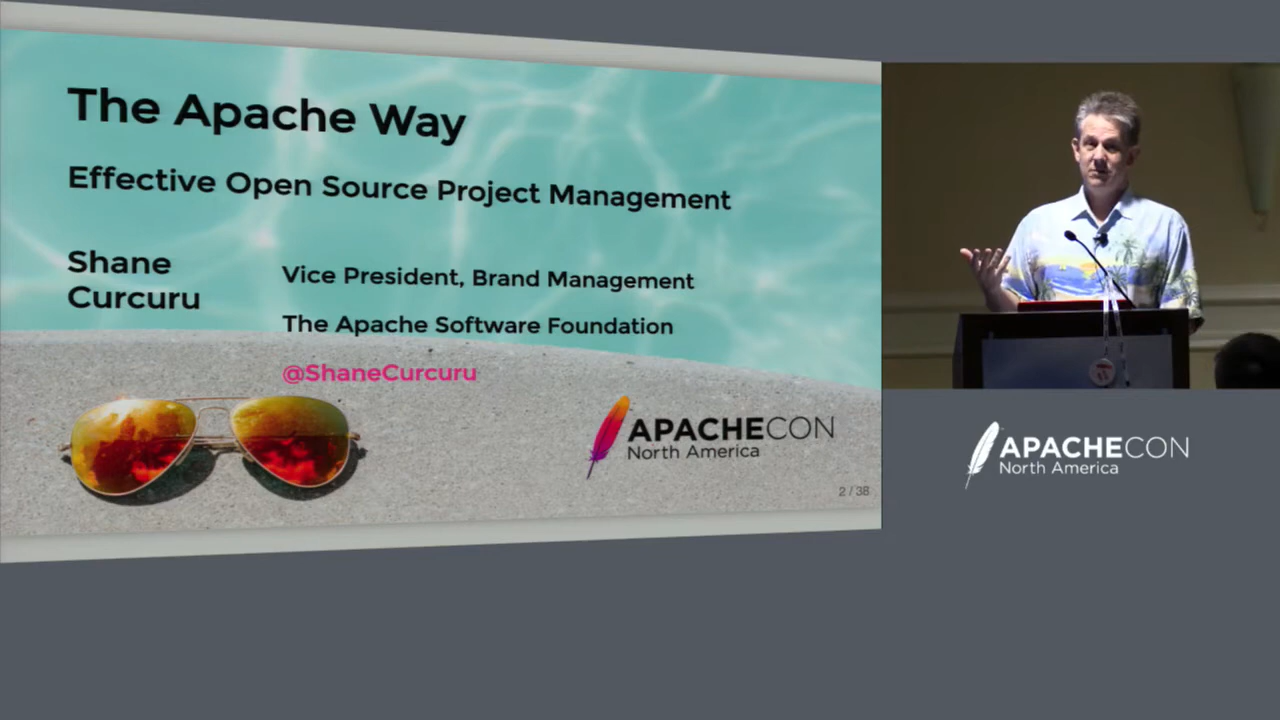 The Apache Way
Effective Open Source Project Management
Shane
Curcuru
Vice President, Brand Management
The Apache Software Foundation
@ShaneCurcuru
APACHECON
North America
2 / 38
APACHECON
North America